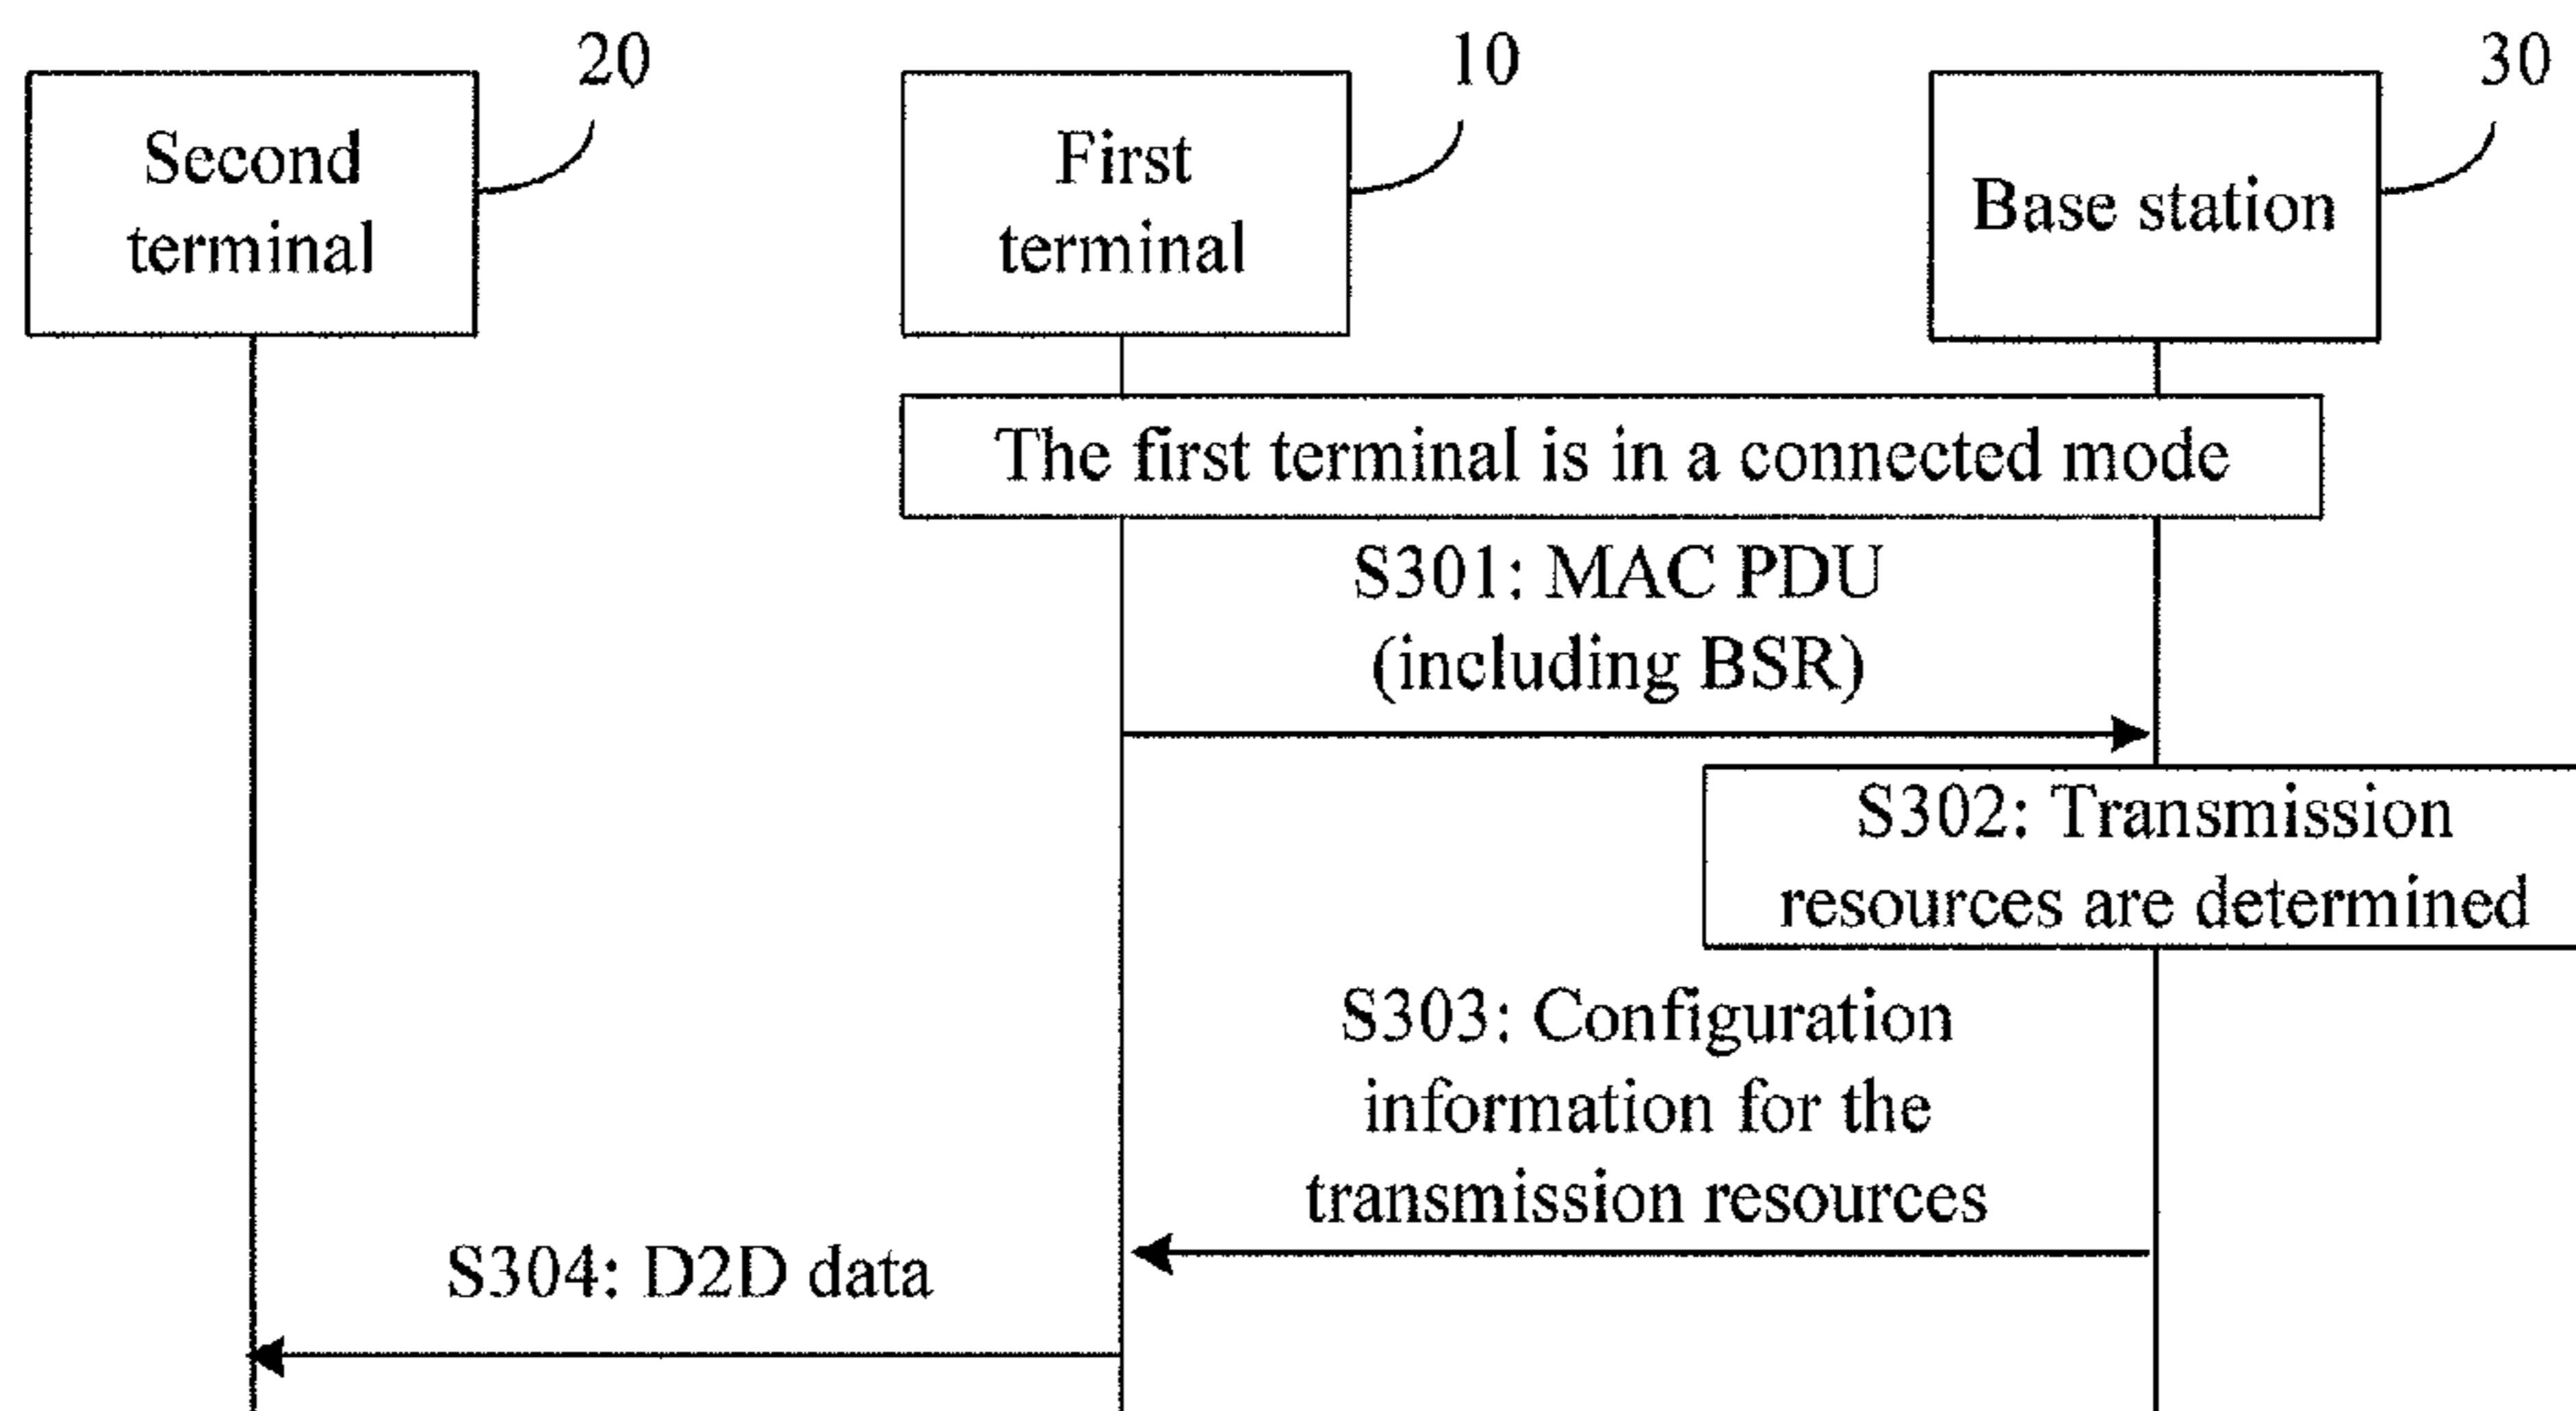 20
10
30
Second
terminal
First
terminal
Base station
The first terminal is in a connected mode
S301: MAC PDU
(including BSR)
S302: Transmission
resources are determined
S303: Configuration
information for the
transmission resources
S304: D2D data